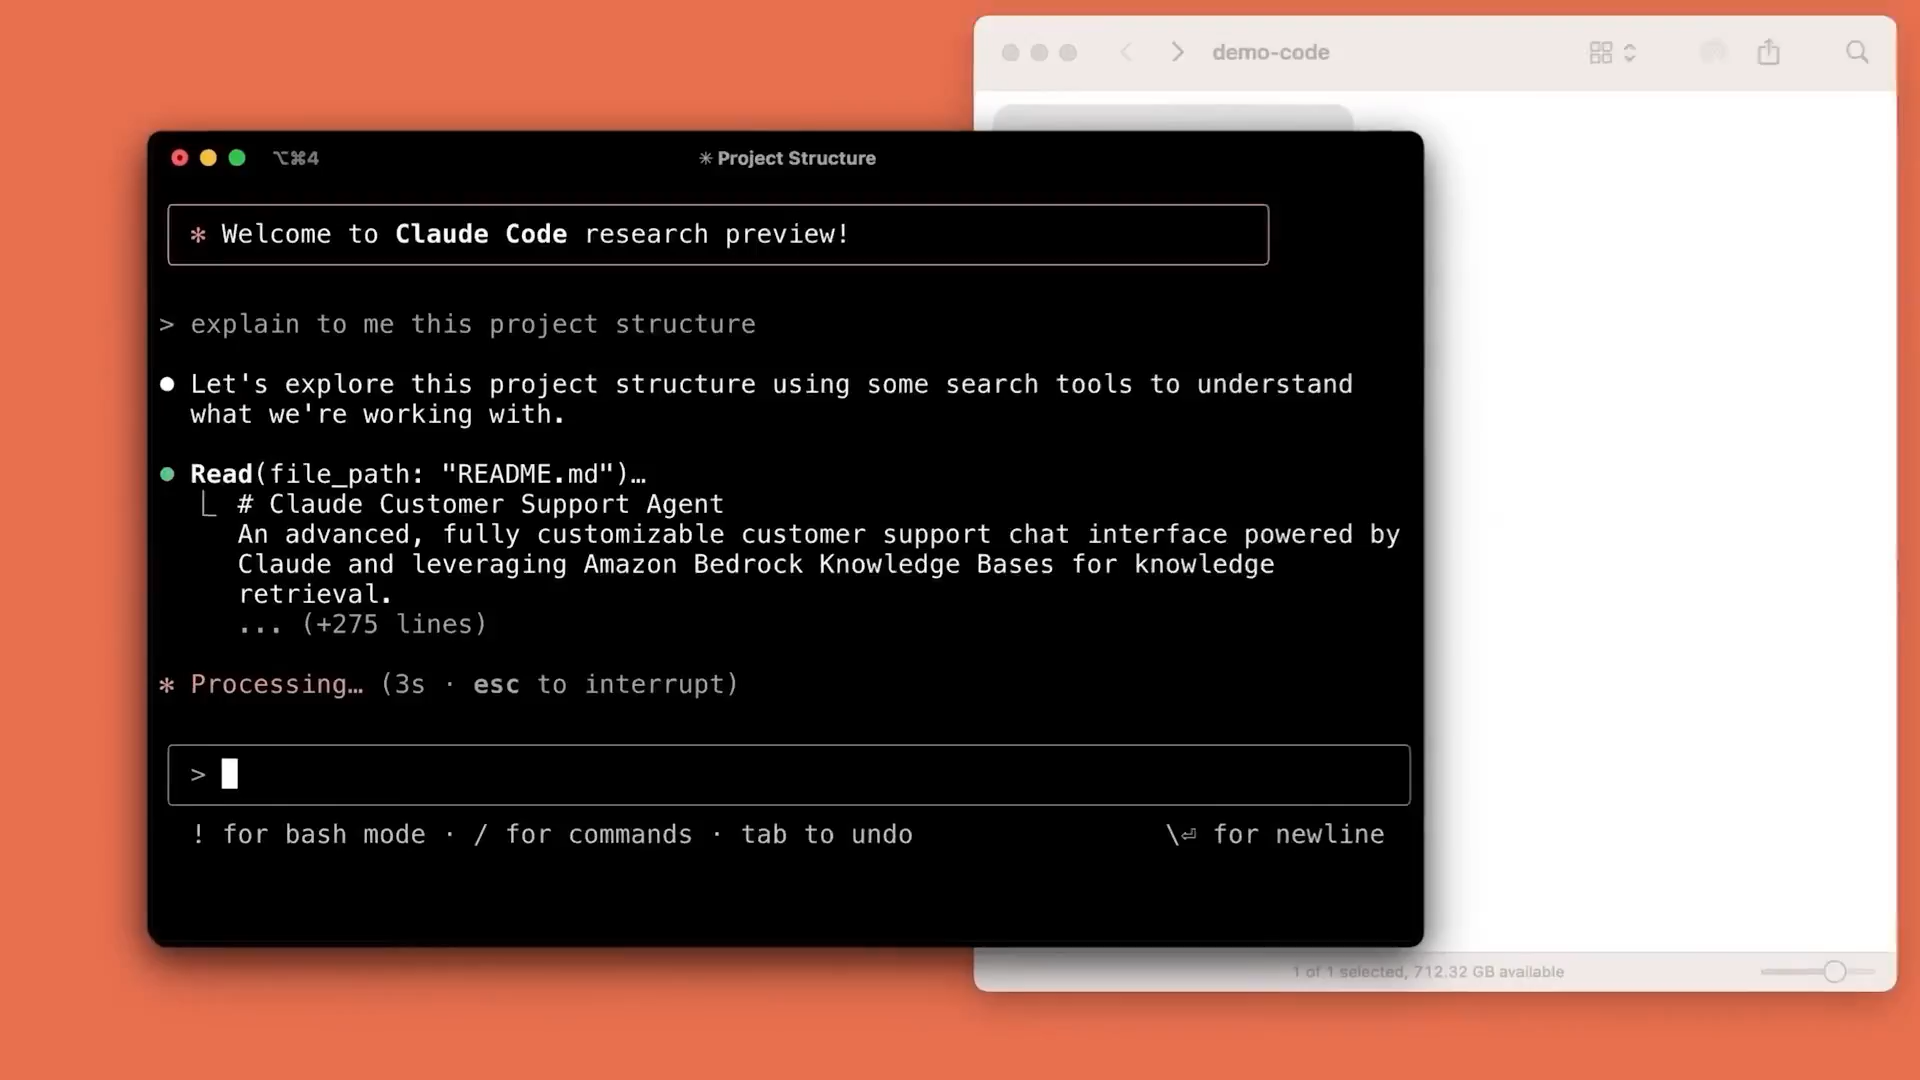 demo-code
⌥⌘4
✳ Project Structure
✻ Welcome to Claude Code research preview!
> explain to me this project structure
● Let's explore this project structure using some search tools to understand
what we're working with.
● Read(file_path: "README.md")…
⎿ # Claude Customer Support Agent
An advanced, fully customizable customer support chat interface powered by
Claude and leveraging Amazon Bedrock Knowledge Bases for knowledge
retrieval.
... (+275 lines)
✻ Processing… (3s · esc to interrupt)
>
! for bash mode · / for commands · tab to undo
\⏎ for newline
1 of 1 selected, 712.32 GB available